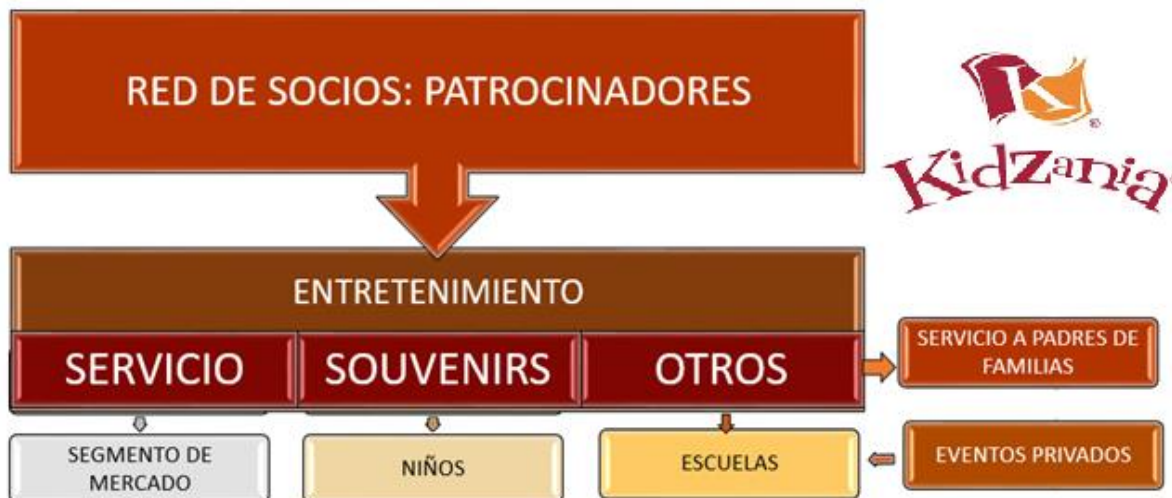 RED DE SOCIOS: PATROCINADORES
K
®
KidZania
ENTRETENIMIENTO
SERVICIO
SOUVENIRS
OTROS
SERVICIO A PADRES DE
FAMILIAS
SEGMENTO DE
MERCADO
NIÑOS
ESCUELAS
EVENTOS PRIVADOS